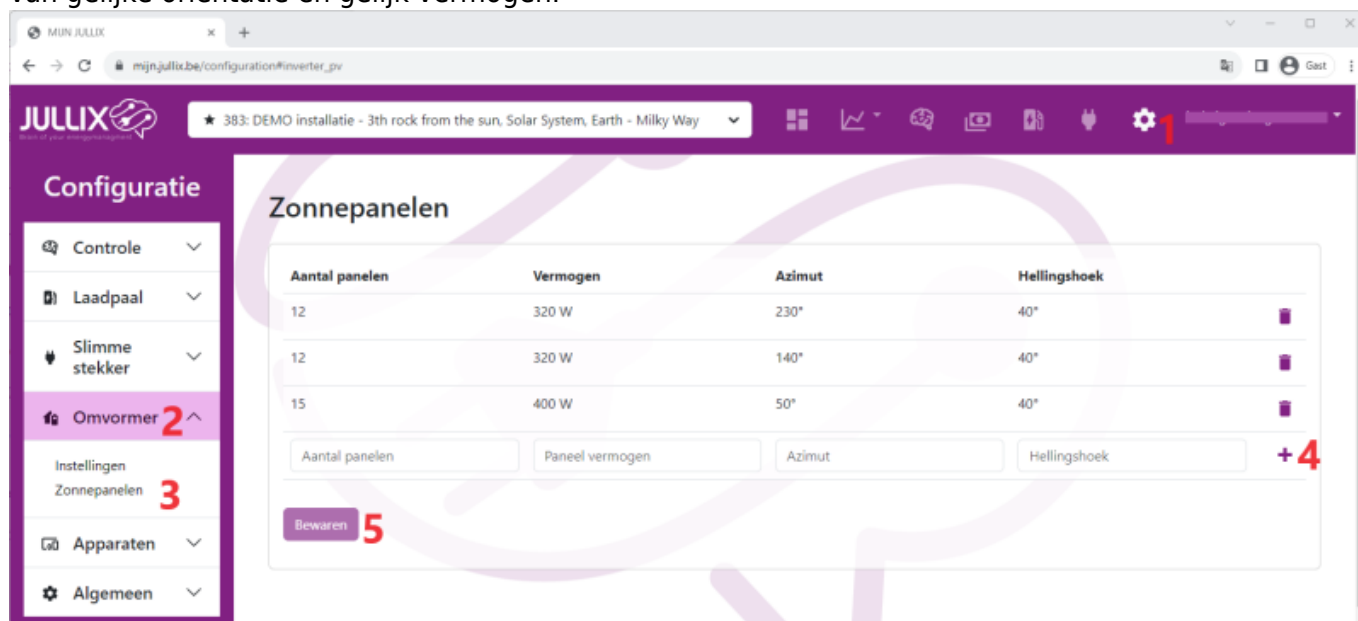 van gelijke oriëntatie en gelijk vermogen.
MIJN JULLIX
mijn.jullix.be/configuration#inverter_pv
Gast
JULLIX
★ 383: DEMO installatie - 3th rock from the sun, Solar System, Earth - Milky Way
1
Configuratie
Controle
Laadpaal
Slimme
stekker
Omvormer 2
Instellingen
Zonnepanelen 3
Apparaten
Algemeen
Zonnepanelen
Aantal panelen Vermogen Azimut Hellingshoek
12 320 W 230° 40°
12 320 W 140° 40°
15 400 W 50° 40°
Aantal panelen Paneel vermogen Azimut Hellingshoek + 4
Bewaren 5